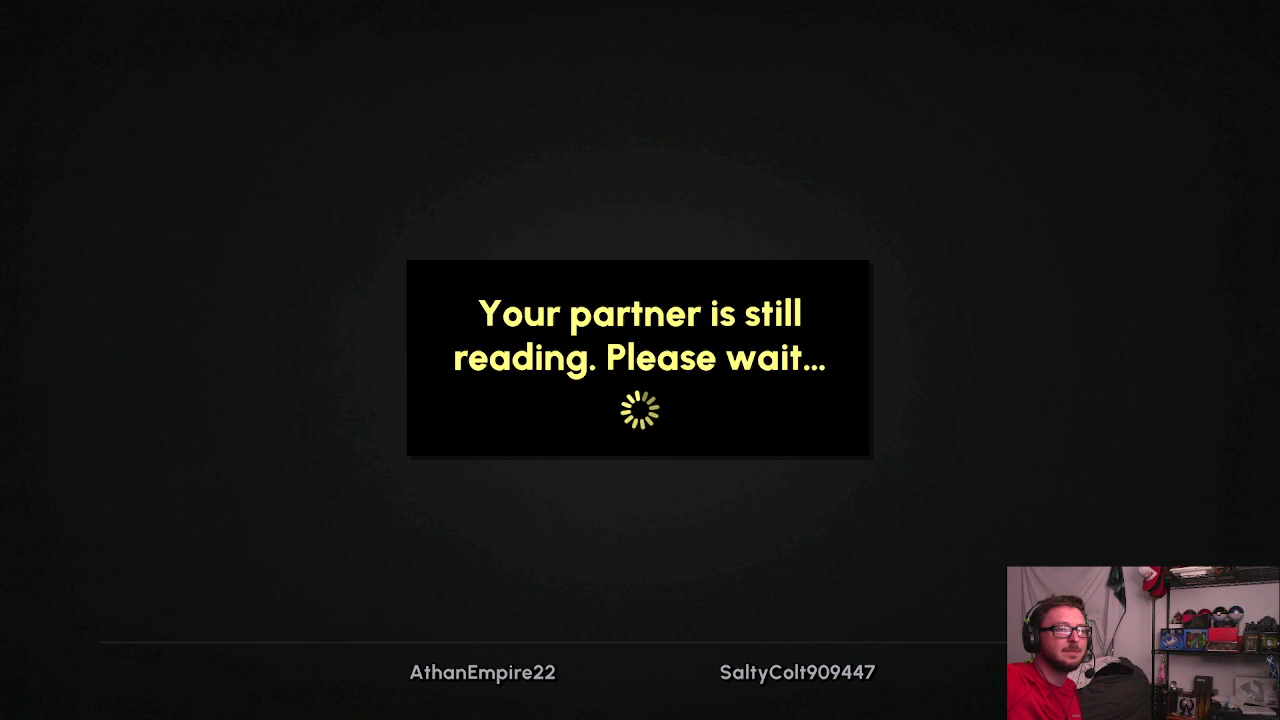 Your partner is still
reading. Please wait...
AthanEmpire22
SaltyColt909447